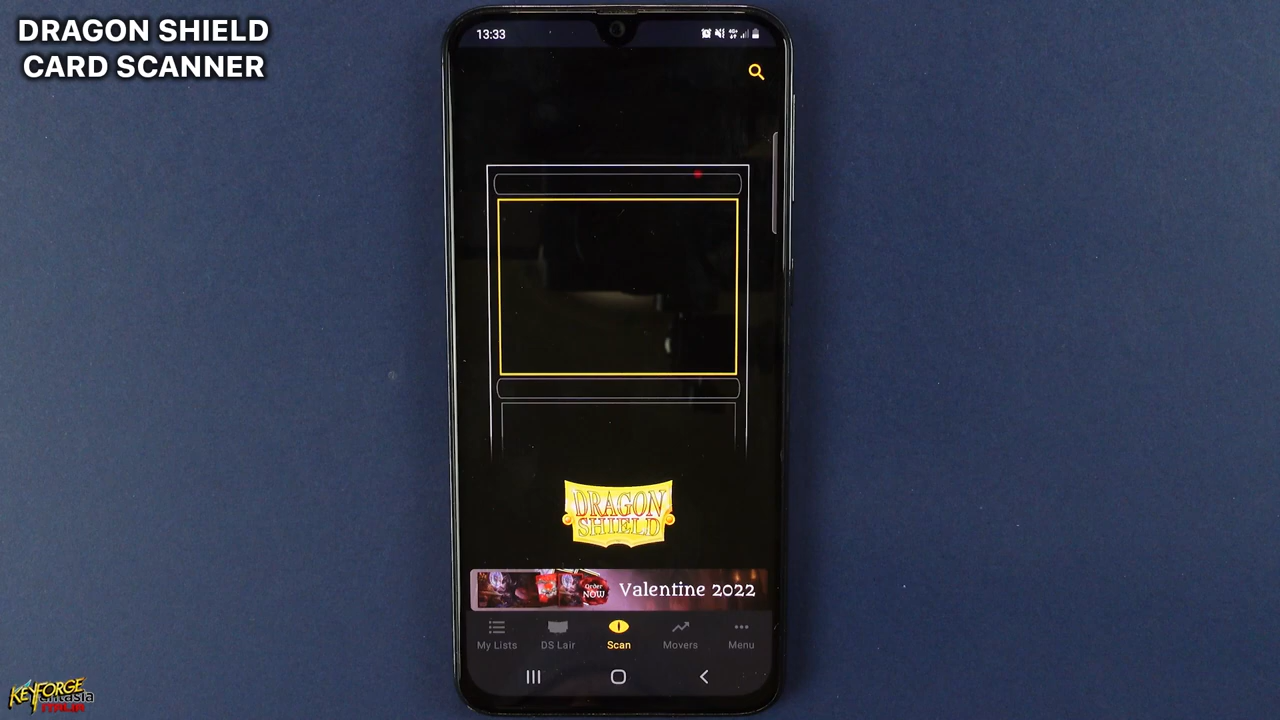 DRAGON SHIELD
CARD SCANNER
13:33
DRAGON
SHIELD
Order
NOW
Valentine 2022
My Lists
DS Lair
Scan
Movers
Menu
KEYFORGE
fantasia